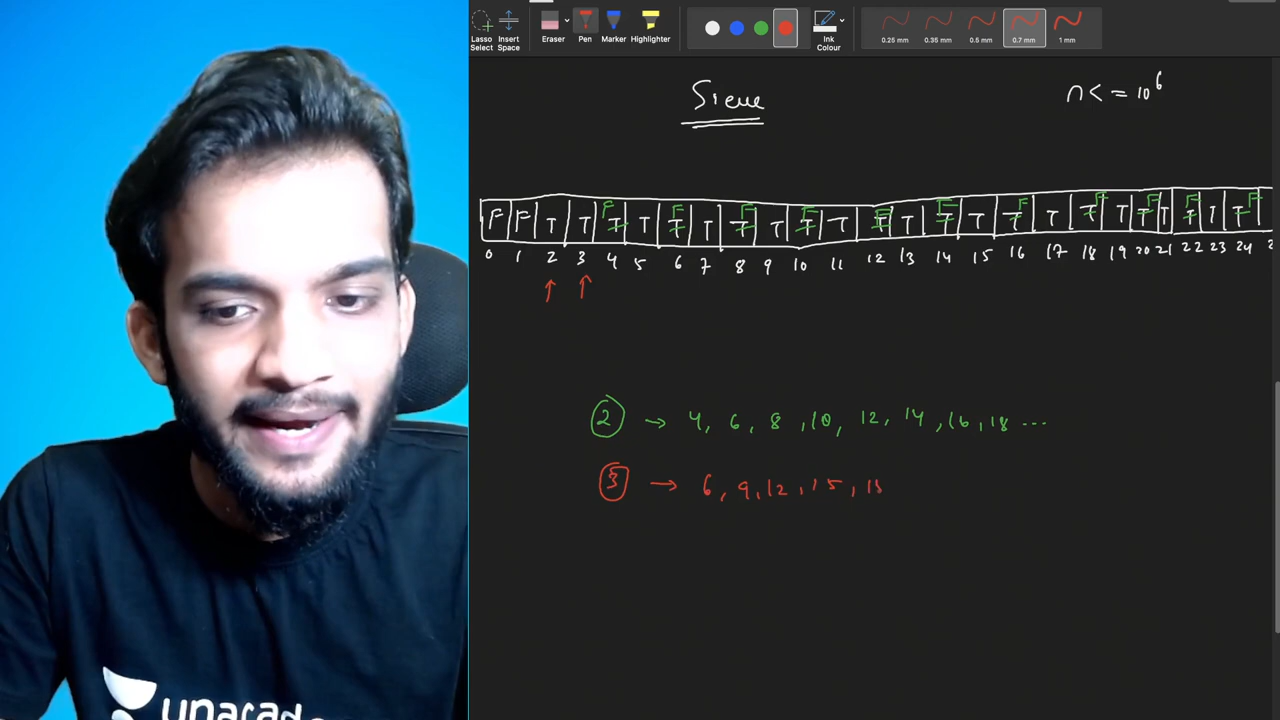 Lasso Select
Insert Space
Eraser
Pen
Marker
Highlighter
Ink Colour
0.25 mm
0.35 mm
0.5 mm
0.7 mm
1 mm
Sieve
n <= 10^6
F F T T F T F T F T F T F T F T F T F T F T F T F
0 1 2 3 4 5 6 7 8 9 10 11 12 13 14 15 16 17 18 19 20 21 22 23 24
2 → 4, 6, 8, 10, 12, 14, 16, 18 ...
3 → 6, 9, 12, 15, 18
unacad